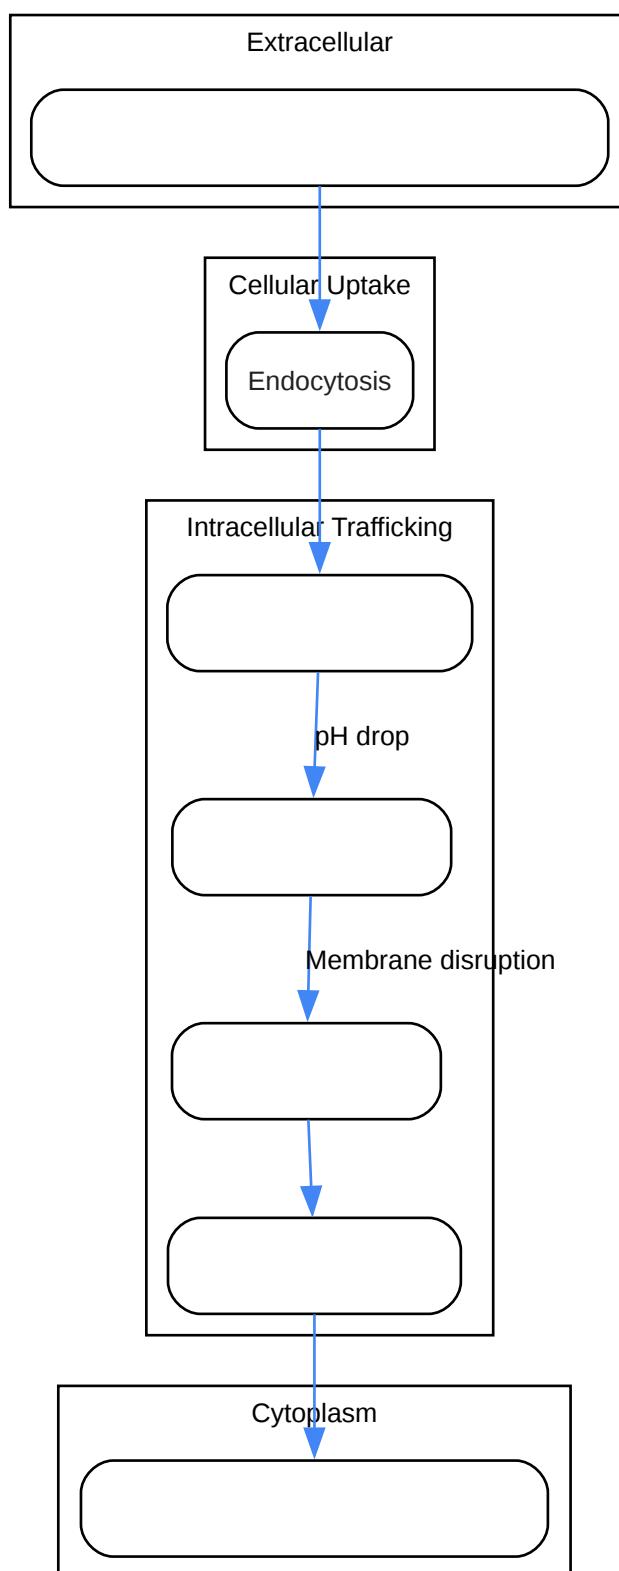 Extracellular
Cellular Uptake
Endocytosis
Intracellular Trafficking
pH drop
Membrane disruption
Cytoplasm